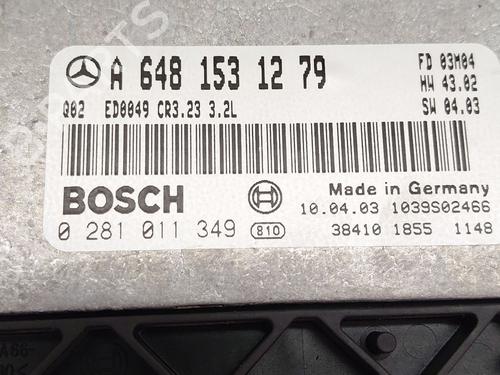 A 648 153 12 79
FD 03M04
HW 43.02
SW 04.03
Q02 ED0049 CR3.23 3.2L
BOSCH
Made in Germany
10.04.03 1039S02466
0 281 011 349 810
38410 1855 1148